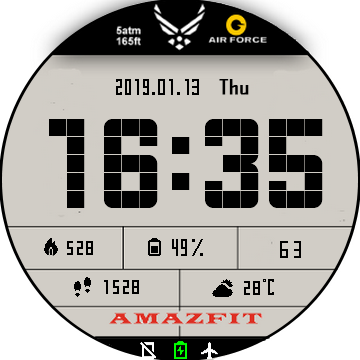 5atm
165ft
AIR FORCE
2019.01.13 Thu
16:35
528 49% 63
1528 28℃
AMAZFIT